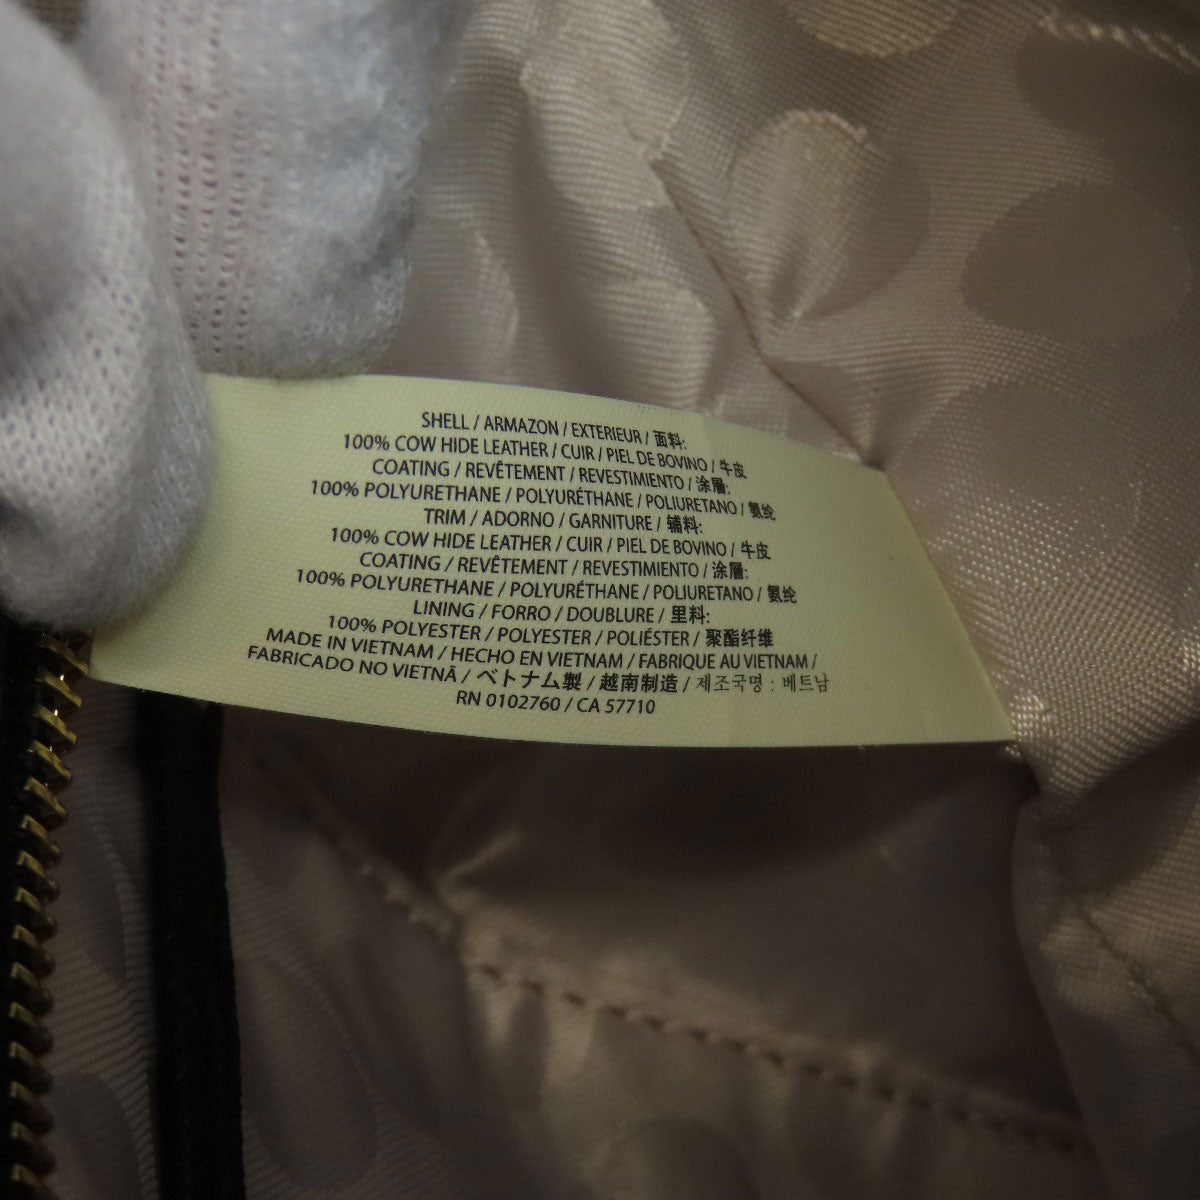 SHELL / ARMAZON / EXTERIEUR / 面料:
100% COW HIDE LEATHER / CUIR / PIEL DE BOVINO / 牛皮
COATING / REVÊTEMENT / REVESTIMIENTO / 涂層:
100% POLYURETHANE / POLYURÉTHANE / POLIURETANO / 氨纶
TRIM / ADORNO / GARNITURE / 辅料:
100% COW HIDE LEATHER / CUIR / PIEL DE BOVINO / 牛皮
COATING / REVÊTEMENT / REVESTIMIENTO / 涂層:
100% POLYURETHANE / POLYURÉTHANE / POLIURETANO / 氨纶
LINING / FORRO / DOUBLURE / 里料:
100% POLYESTER / POLYESTER / POLIÉSTER / 聚酯纤维
MADE IN VIETNAM / HECHO EN VIETNAM / FABRIQUE AU VIETNAM /
FABRICADO NO VIETNÃ / ベトナム製 / 越南制造 / 제조국명 : 베트남
RN 0102760 / CA 57710